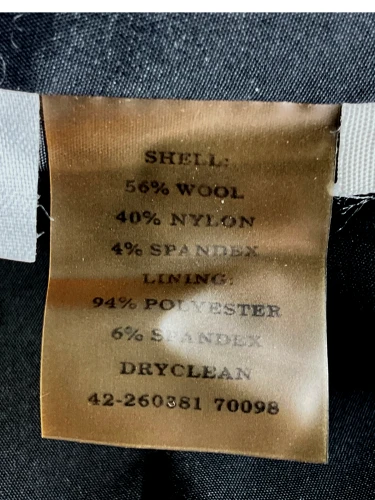 SHELL:
56% WOOL
40% NYLON
4% SPANDEX
LINING:
94% POLYESTER
6% SPANDEX
DRYCLEAN
42-260381 70098